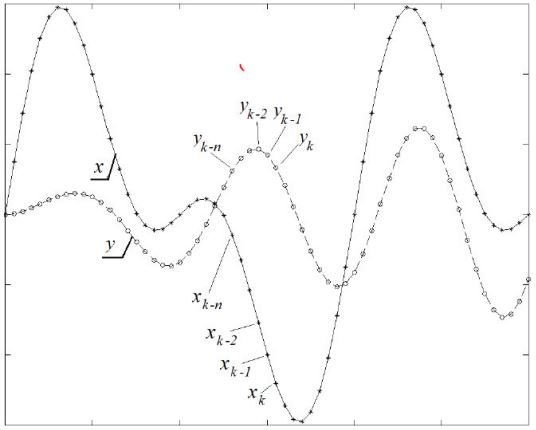 y_{k-2} y_{k-1}
y_{k-n} y_k
x
y
x_{k-n}
x_{k-2}
x_{k-1}
x_k